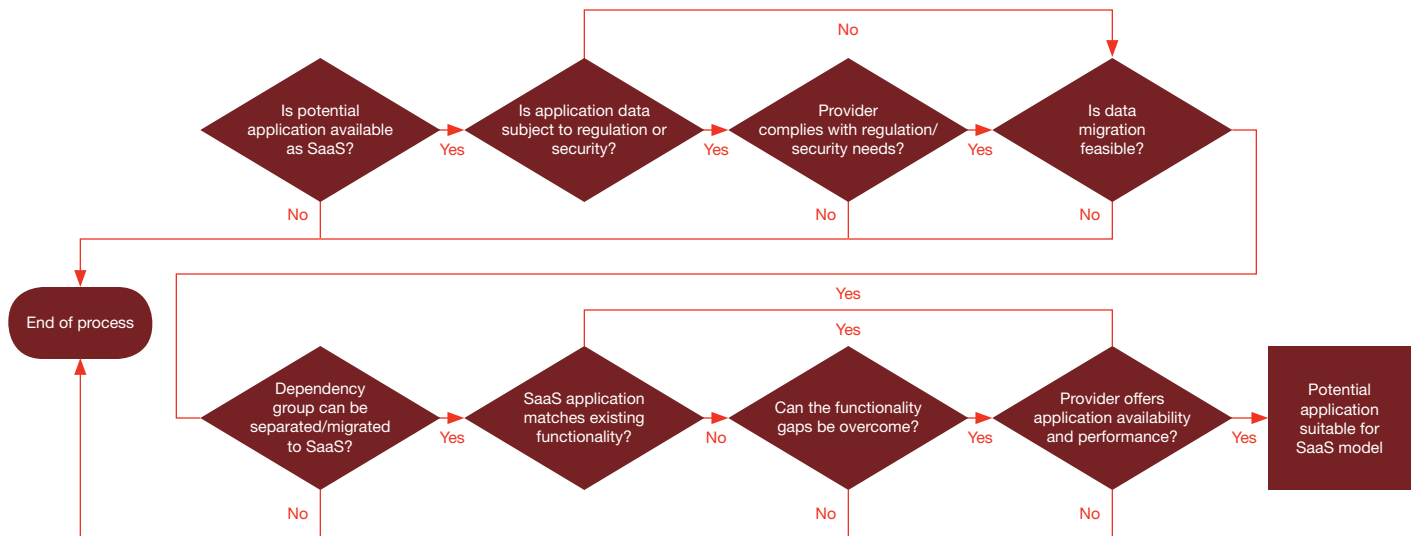 No
Is potential
application available
as SaaS?
Yes
Is application data
subject to regulation or
security?
Yes
Provider
complies with regulation/
security needs?
Yes
Is data
migration
feasible?
No
No
No
Yes
End of process
Yes
Dependency
group can be
separated/migrated
to SaaS?
Yes
SaaS application
matches existing
functionality?
No
Can the functionality
gaps be overcome?
Yes
Provider offers
application availability
and performance?
Yes
Potential
application
suitable for
SaaS model
No
No
No